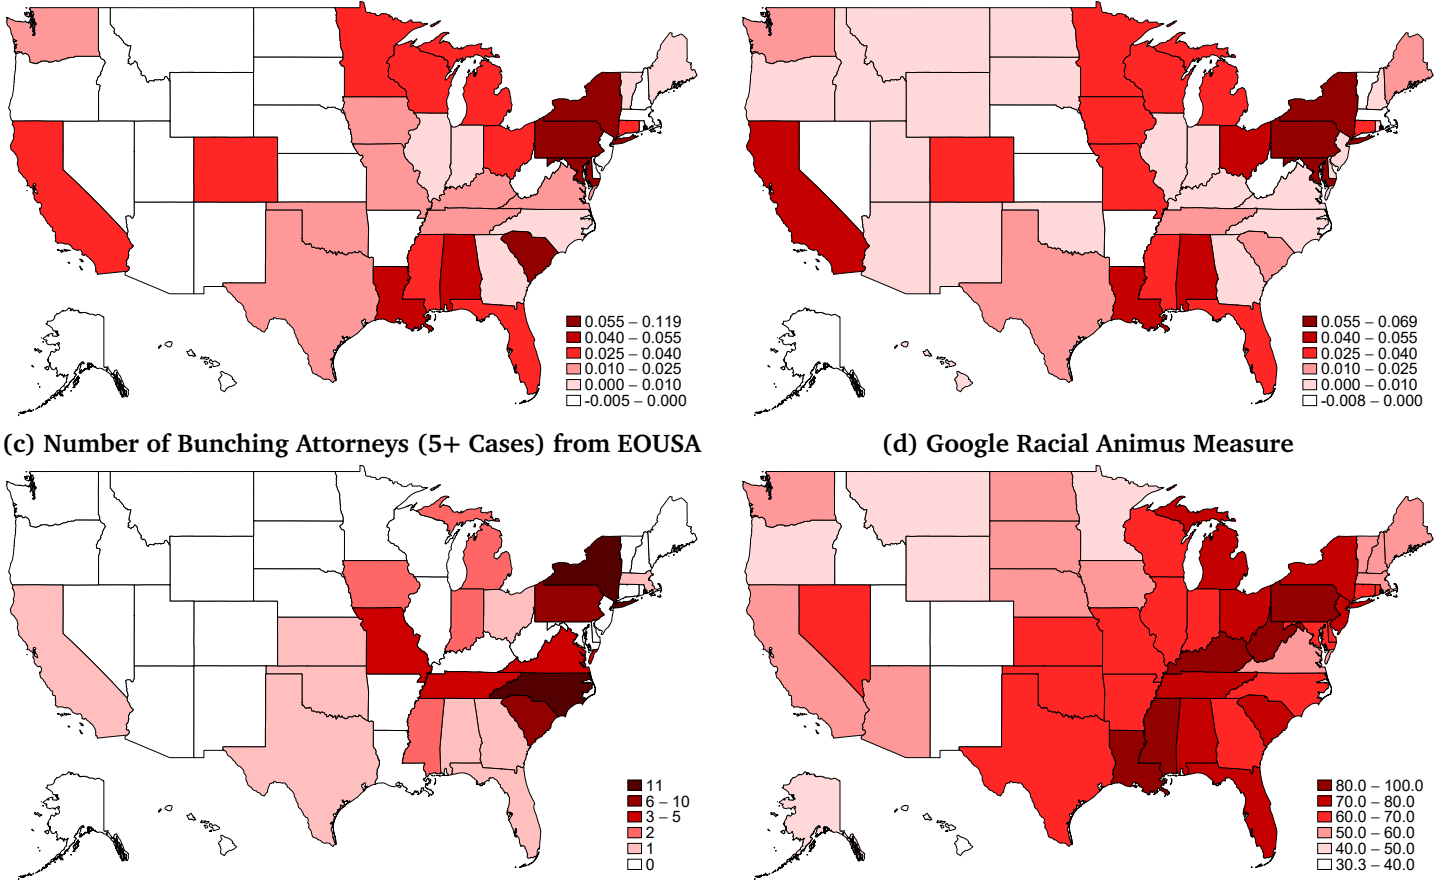 0.055 – 0.119
0.040 – 0.055
0.025 – 0.040
0.010 – 0.025
0.000 – 0.010
-0.005 – 0.000
0.055 – 0.069
0.040 – 0.055
0.025 – 0.040
0.010 – 0.025
0.000 – 0.010
-0.008 – 0.000
(c) Number of Bunching Attorneys (5+ Cases) from EOUSA
(d) Google Racial Animus Measure
11
6 – 10
3 – 5
2
1
0
80.0 – 100.0
70.0 – 80.0
60.0 – 70.0
50.0 – 60.0
40.0 – 50.0
30.3 – 40.0